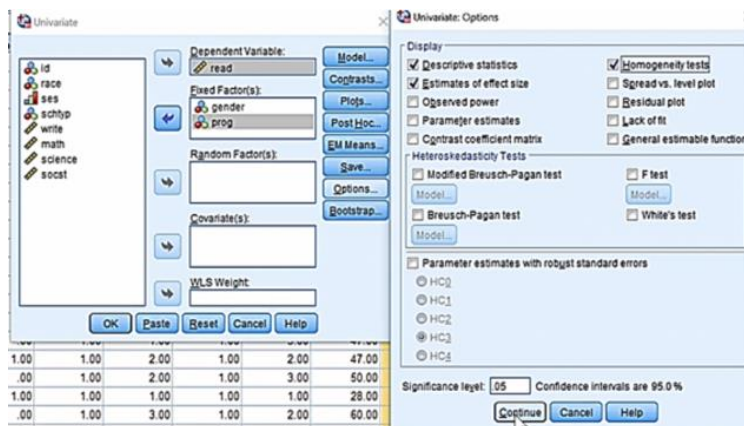 Univariate
id
race
ses
schtyp
write
math
science
socst
Dependent Variable:
read
Fixed Factor(s):
gender
prog
Random Factor(s):
Covariate(s):
WLS Weight:
Model...
Contrasts...
Plots...
Post Hoc...
EM Means...
Save...
Options...
Bootstrap...
OK Paste Reset Cancel Help
1.00 1.00 2.00 1.00 2.00 47.00
.00 1.00 2.00 1.00 3.00 50.00
1.00 1.00 1.00 1.00 1.00 28.00
.00 1.00 3.00 1.00 2.00 60.00
Univariate: Options
Display
Descriptive statistics Homogeneity tests
Estimates of effect size Spread vs. level plot
Observed power Residual plot
Parameter estimates Lack of fit
Contrast coefficient matrix General estimable function
Heteroskedasticity Tests
Modified Breusch-Pagan test F test
Model... Model...
Breusch-Pagan test White's test
Model...
Parameter estimates with robust standard errors
HC0
HC1
HC2
HC3
HC4
Significance level: .05 Confidence intervals are 95.0 %
Continue Cancel Help